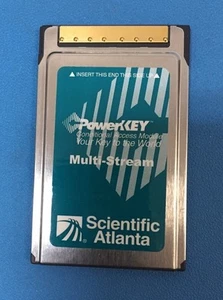 ▲ INSERT THIS END THIS SIDE UP ▲
PowerKEY
Conditional Access Module
Your Key to the World
Multi-Stream
Scientific
Atlanta